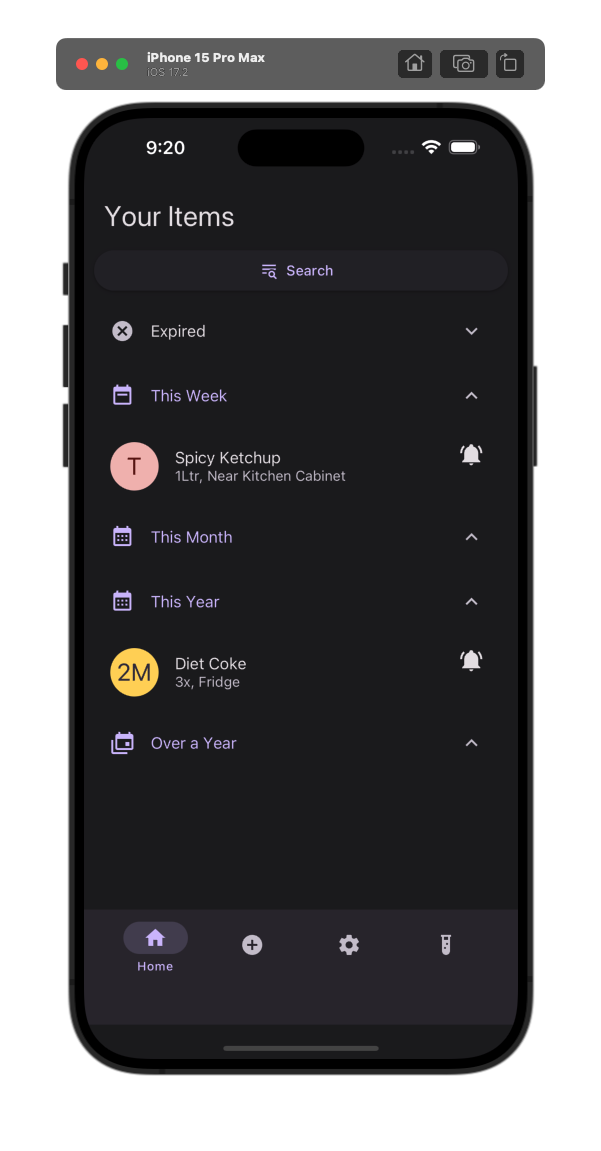 iPhone 15 Pro Max
iOS 17.2
9:20
Your Items
Search
Expired
This Week
T
Spicy Ketchup
1Ltr, Near Kitchen Cabinet
This Month
This Year
2M
Diet Coke
3x, Fridge
Over a Year
Home